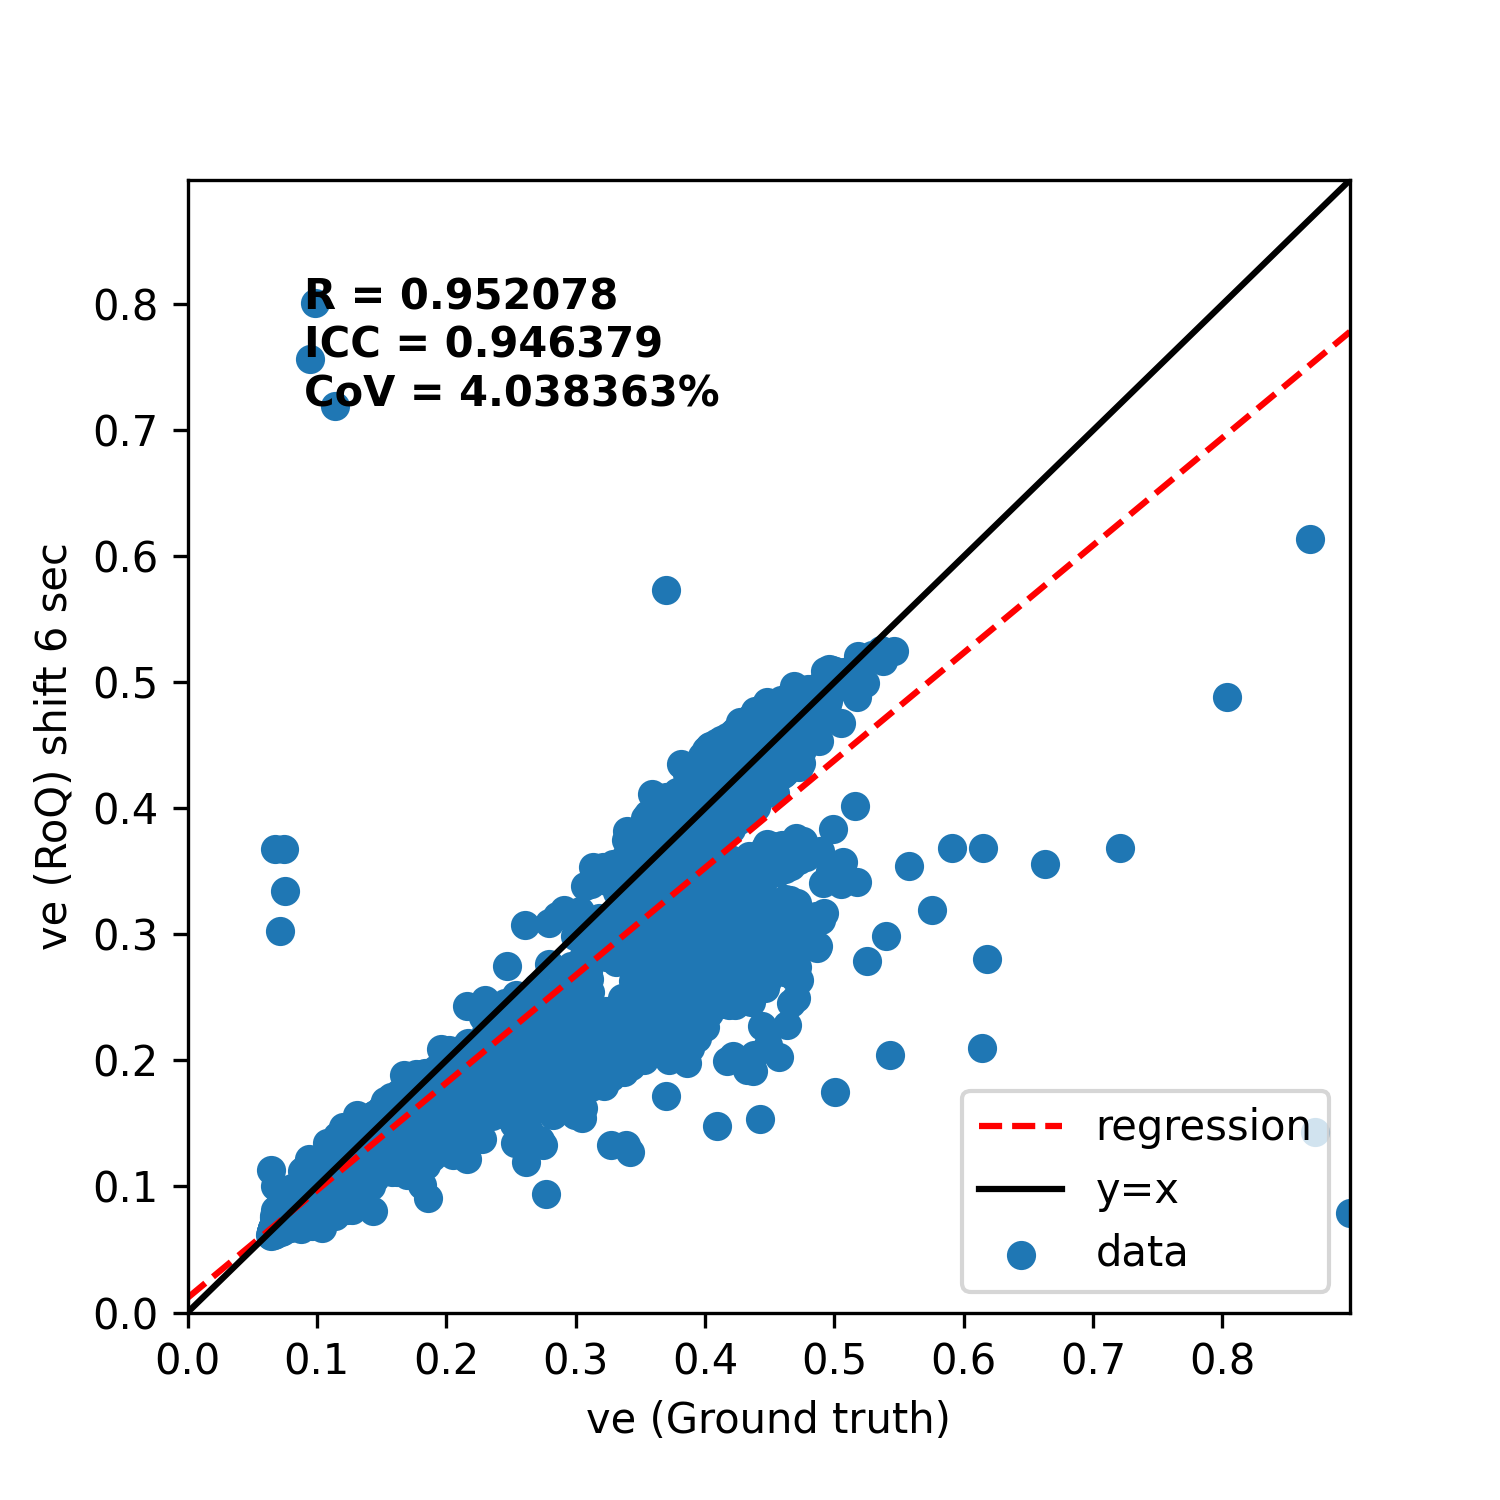 R = 0.952078
ICC = 0.946379
CoV = 4.038363%
0.8
0.7
0.6
0.5
0.4
0.3
0.2
0.1
0.0
ve (RoQ) shift 6 sec
regression
y=x
data
0.0 0.1 0.2 0.3 0.4 0.5 0.6 0.7 0.8
ve (Ground truth)